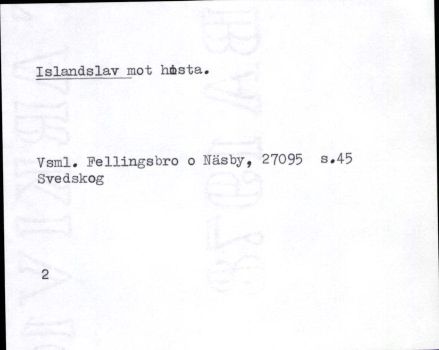 Islandslav mot hosta.
Vsml. Fellingsbro o Näsby, 27095 s.45
Svedskog
2